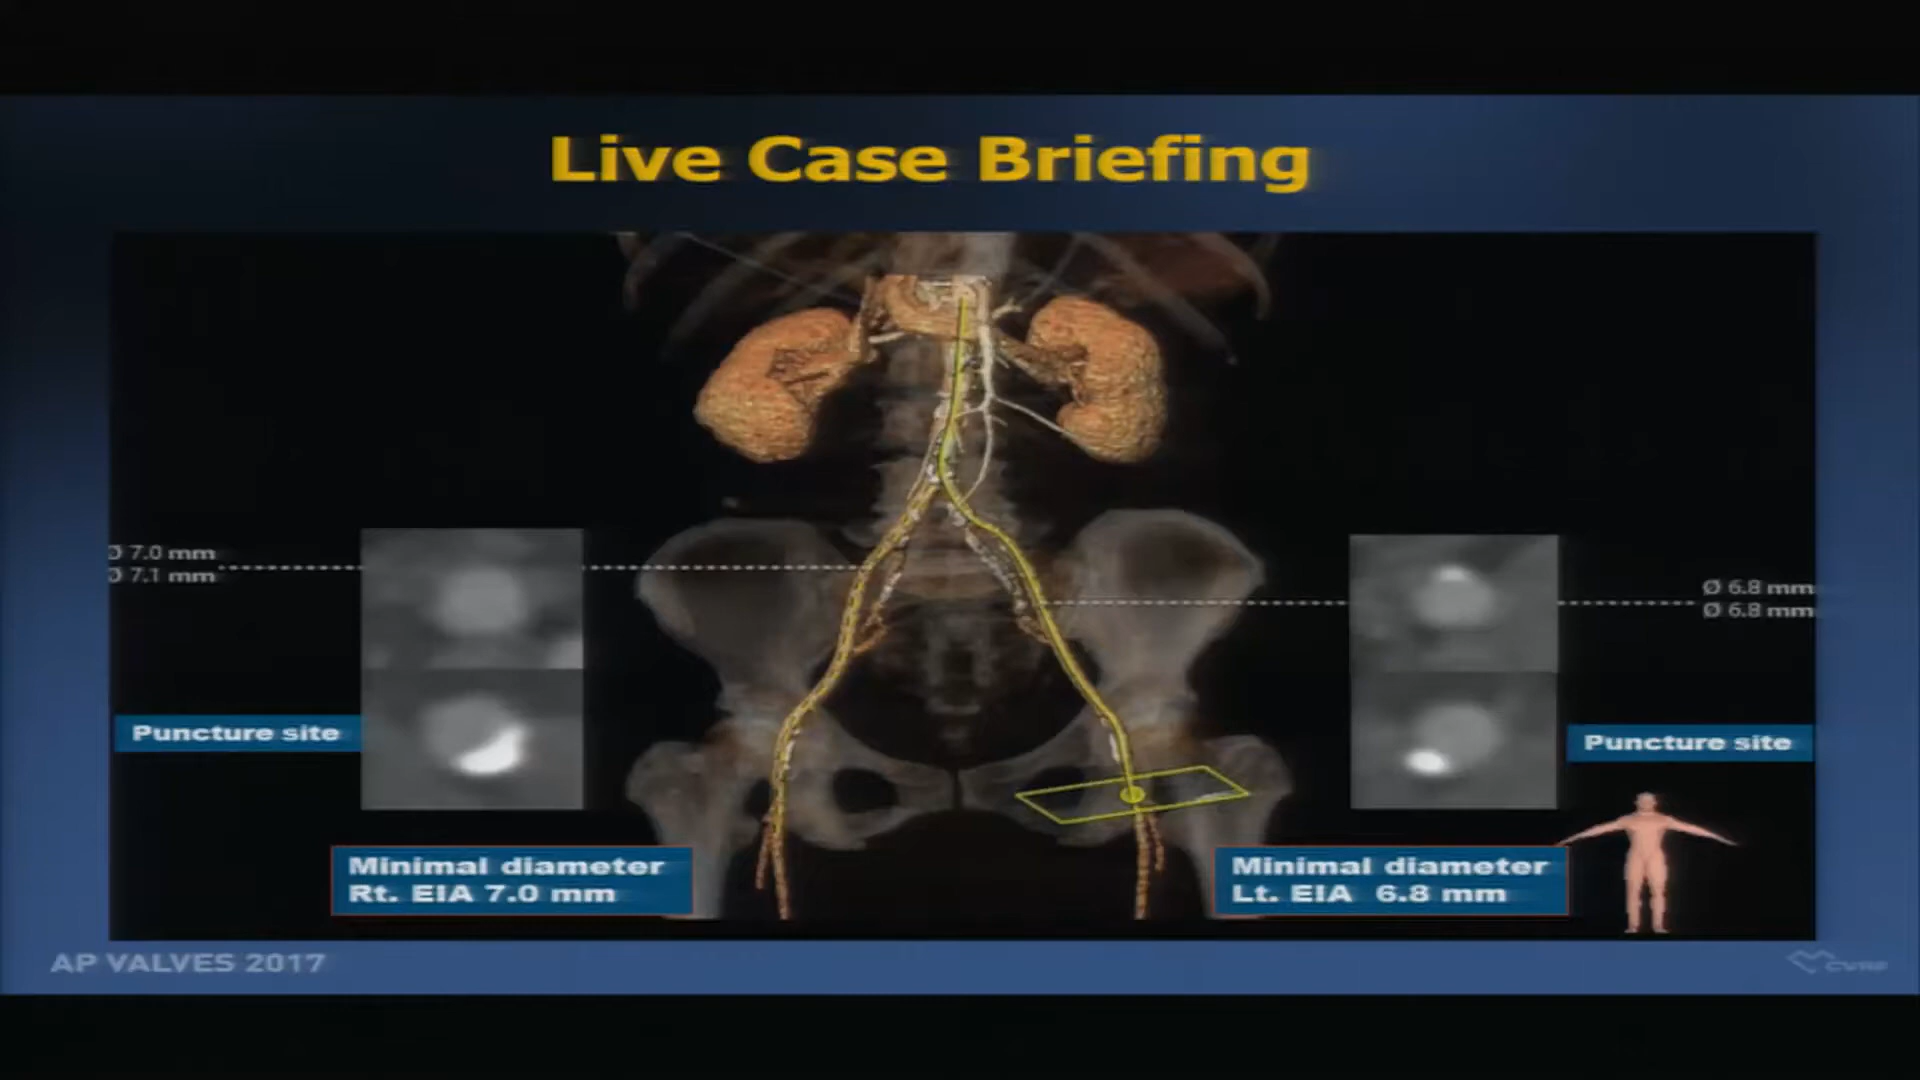 Live Case Briefing
Ø 7.0 mm
Ø 7.1 mm
Ø 6.8 mm
Ø 6.8 mm
Puncture site
Puncture site
Minimal diameter
Rt. EIA 7.0 mm
Minimal diameter
Lt. EIA 6.8 mm
AP VALVES 2017
CVRF